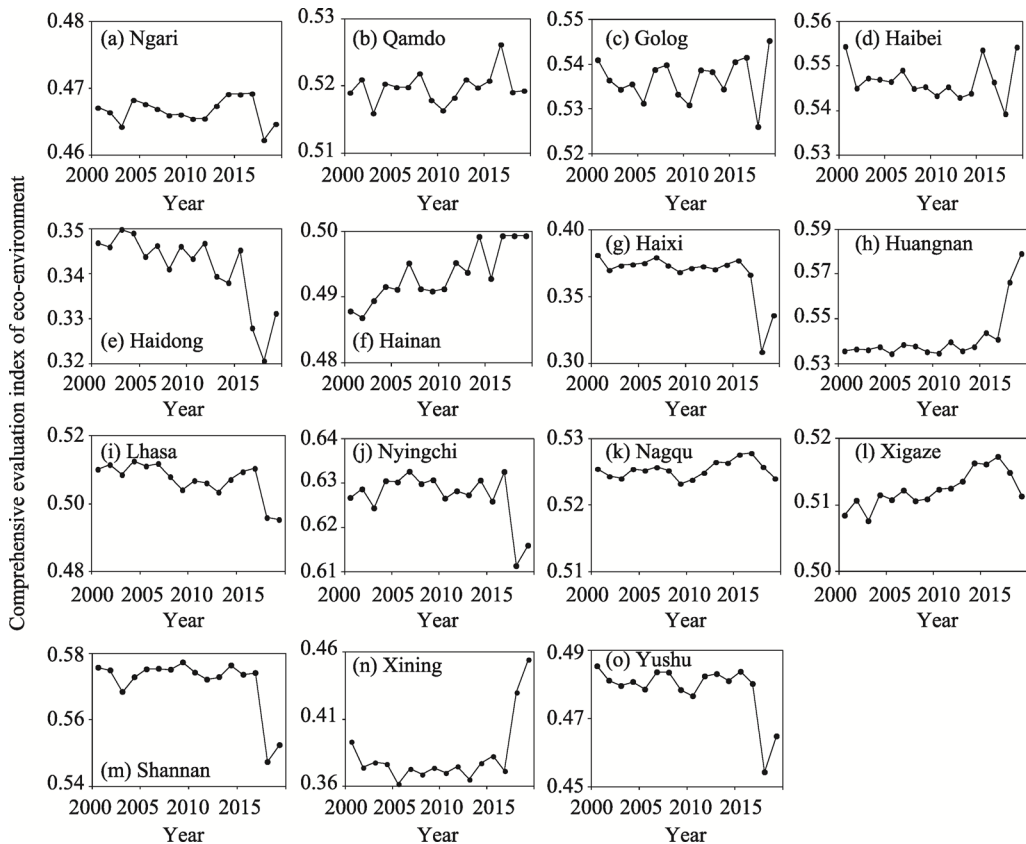 Comprehensive evaluation index of eco-environment
0.48
0.47
0.46
(a) Ngari
2000 2005 2010 2015
Year
0.53
0.52
0.51
(b) Qamdo
2000 2005 2010 2015
Year
0.55
0.54
0.53
0.52
(c) Golog
2000 2005 2010 2015
Year
0.56
0.55
0.54
0.53
(d) Haibei
2000 2005 2010 2015
Year
0.35
0.34
0.33
0.32
(e) Haidong
2000 2005 2010 2015
Year
0.50
0.49
0.48
(f) Hainan
2000 2005 2010 2015
Year
0.40
0.35
0.30
(g) Haixi
2000 2005 2010 2015
Year
0.59
0.57
0.55
0.53
(h) Huangnan
2000 2005 2010 2015
Year
0.52
0.50
0.48
(i) Lhasa
2000 2005 2010 2015
Year
0.64
0.63
0.62
0.61
(j) Nyingchi
2000 2005 2010 2015
Year
0.53
0.52
0.51
(k) Nagqu
2000 2005 2010 2015
Year
0.52
0.51
0.50
(l) Xigaze
2000 2005 2010 2015
Year
0.58
0.56
0.54
(m) Shannan
2000 2005 2010 2015
Year
0.46
0.41
0.36
(n) Xining
2000 2005 2010 2015
Year
0.49
0.47
0.45
(o) Yushu
2000 2005 2010 2015
Year